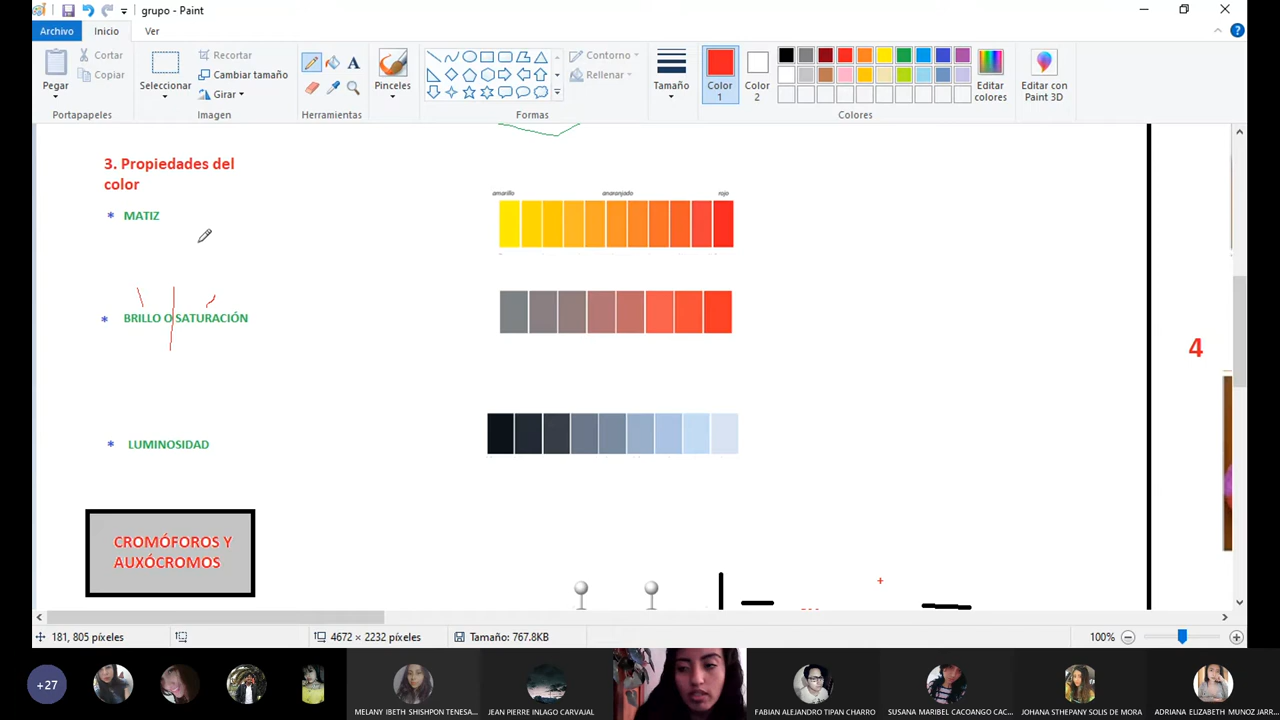 grupo - Paint
Archivo
Inicio
Ver
Pegar
Cortar
Copiar
Portapapeles
Seleccionar
Recortar
Cambiar tamaño
Girar
Imagen
A
Herramientas
Pinceles
Contorno
Rellenar
Formas
Tamaño
Color 1
Color 2
Editar colores
Colores
Editar con Paint 3D
3. Propiedades del
color
amarillo anaranjado rojo
* MATIZ
* BRILLO O SATURACIÓN
* LUMINOSIDAD
4
CROMÓFOROS Y
AUXÓCROMOS
+
181, 805 píxeles
4672 × 2232 píxeles
Tamaño: 767.8KB
100%
+27
MELANY IBETH SHISHPON TENESA...
JEAN PIERRE INLAGO CARVAJAL
FABIAN ALEJANDRO TIPAN CHARRO
SUSANA MARIBEL CACOANGO CAC...
JOHANA STHEPANY SOLIS DE MORA
ADRIANA ELIZABETH MUNOZ JARR...